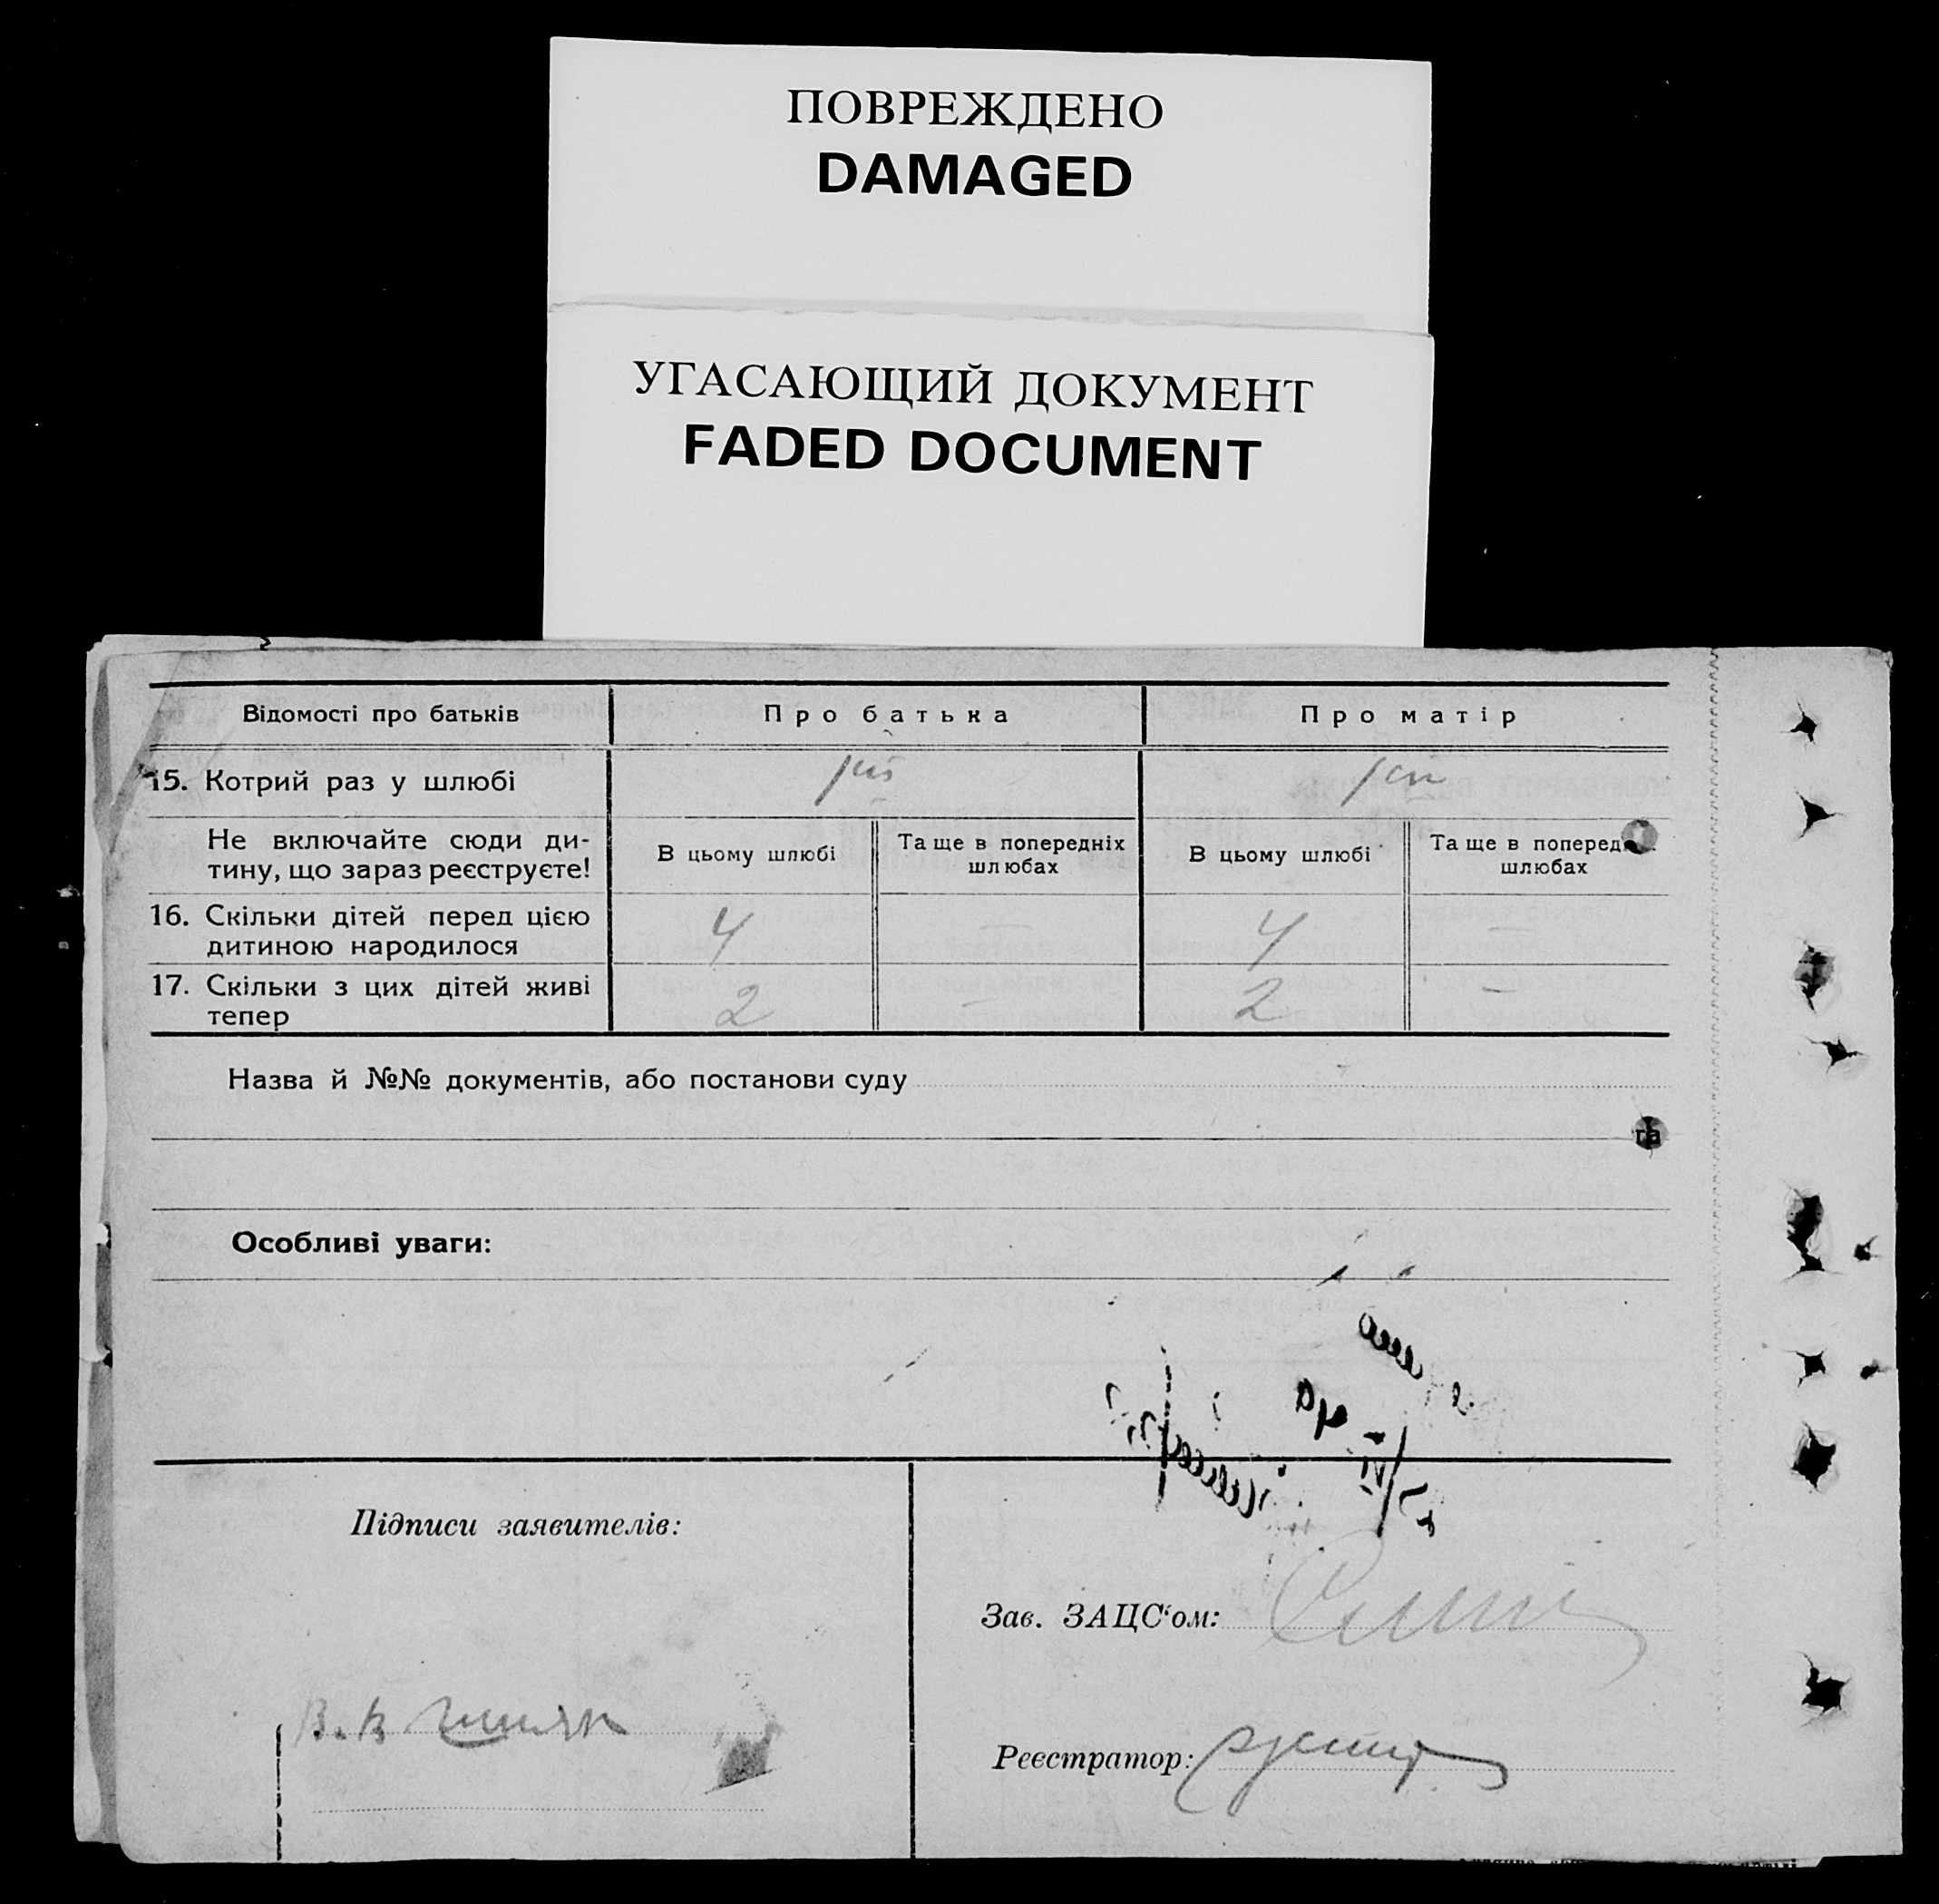 ПОВРЕЖДЕНО
DAMAGED
УГАСАЮЩИЙ ДОКУМЕНТ
FADED DOCUMENT
Відомості про батьків Про батька Про матір
15. Котрий раз у шлюбі
Не включайте сюди ди-
тину, що зараз реєструєте!
В цьому шлюбі
Та ще в попередніх
шлюбах
В цьому шлюбі
Та ще в поперед
шлюбах
16. Скільки дітей перед цією
дитиною народилося
4 — 4 —
17. Скільки з цих дітей живі
тепер
2 — 2 —
Назва й №№ документів, або постанови суду
та
Особливі уваги:
Підписи заявителів:
Зав. ЗАЦС‘ом:
В. К
Реєстратор: